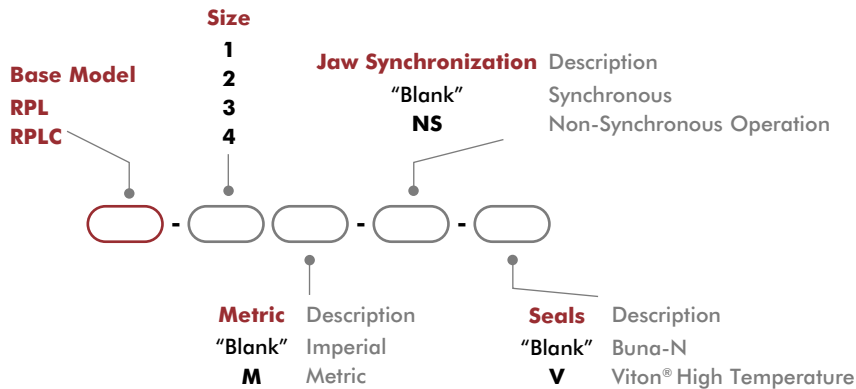 Size
1
2
3
4
Base Model
RPL
RPLC
Jaw Synchronization Description
“Blank” Synchronous
NS Non-Synchronous Operation
- - -
Metric Description
“Blank” Imperial
M Metric
Seals Description
“Blank” Buna-N
V Viton® High Temperature